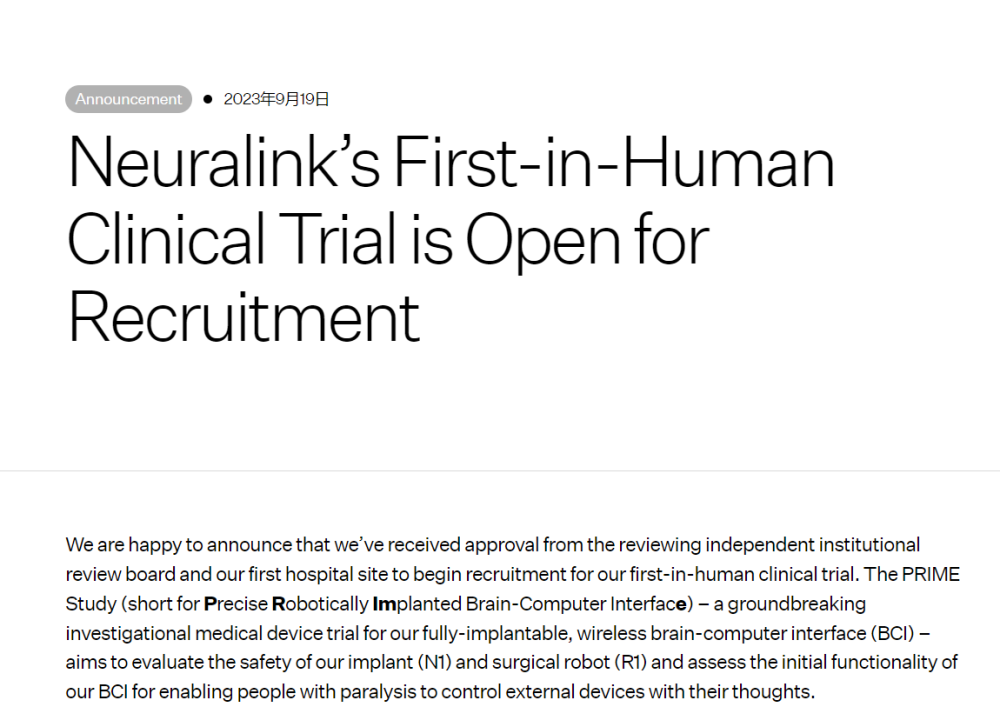 Announcement ● 2023年9月19日
Neuralink’s First-in-Human
Clinical Trial is Open for
Recruitment
We are happy to announce that we’ve received approval from the reviewing independent institutional
review board and our first hospital site to begin recruitment for our first-in-human clinical trial. The PRIME
Study (short for Precise Robotically Implanted Brain-Computer Interface) – a groundbreaking
investigational medical device trial for our fully-implantable, wireless brain-computer interface (BCI) –
aims to evaluate the safety of our implant (N1) and surgical robot (R1) and assess the initial functionality of
our BCI for enabling people with paralysis to control external devices with their thoughts.